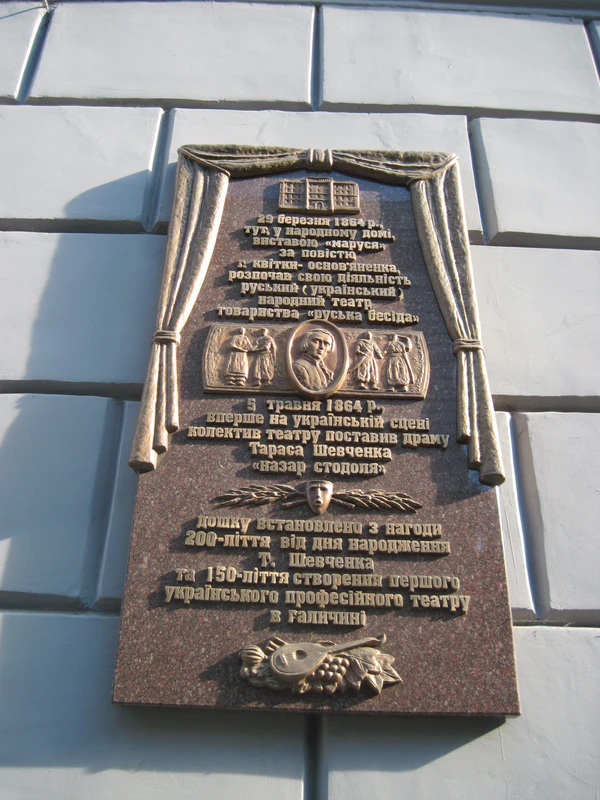 29 березня 1864 р.,
тут, у народному домі,
виставою «маруся»
за повістю
г. квітки-основ'яненка,
розпочав свою діяльність
руський (український)
народний театр
товариства «руська бесіда»
5 травня 1864 р.
вперше на українській сцені
колектив театру поставив драму
Тараса Шевченка
«назар стодоля»
дошку встановлено з нагоди
200-ліття від дня народження
Т. Шевченка
та 150-ліття створення першого
українського професійного театру
в галичині